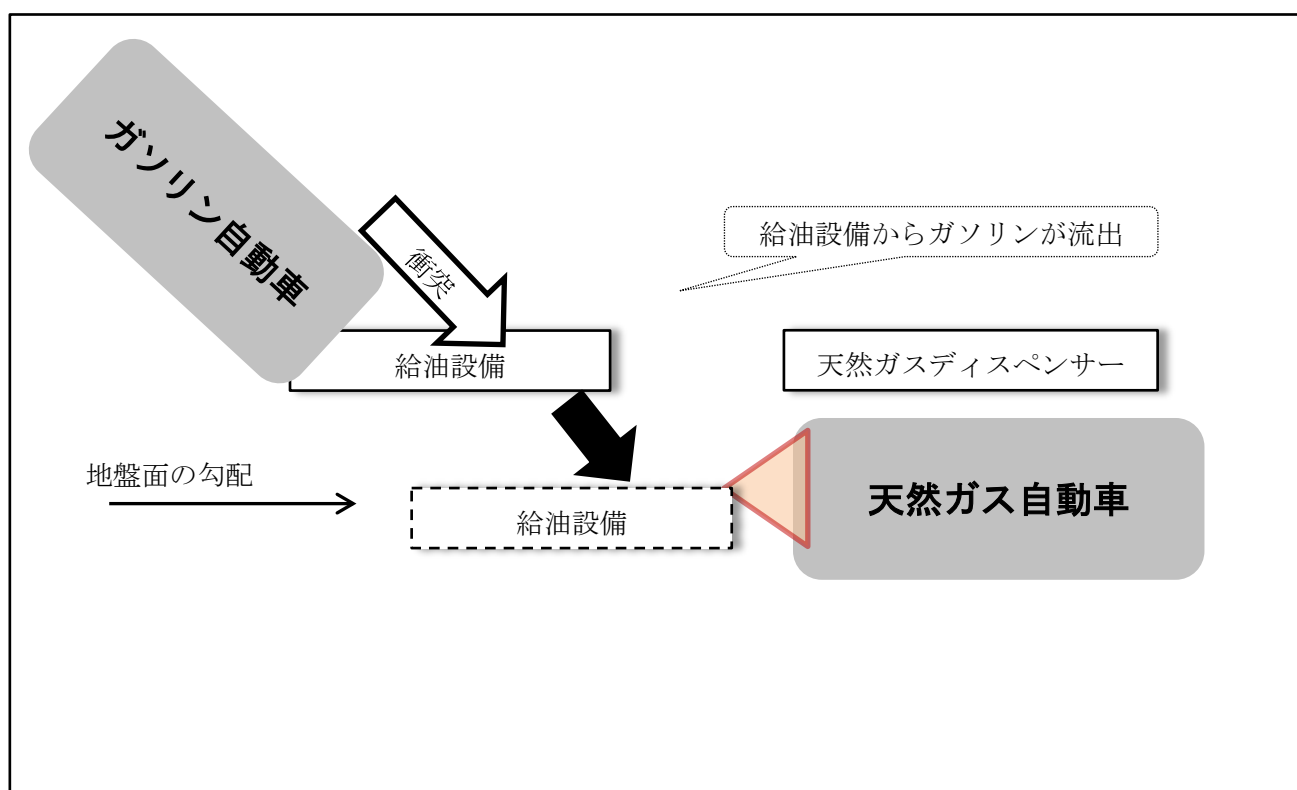 ガソリン自動車
衝突
給油設備からガソリンが流出
給油設備
天然ガスディスペンサー
地盤面の勾配
給油設備
天然ガス自動車